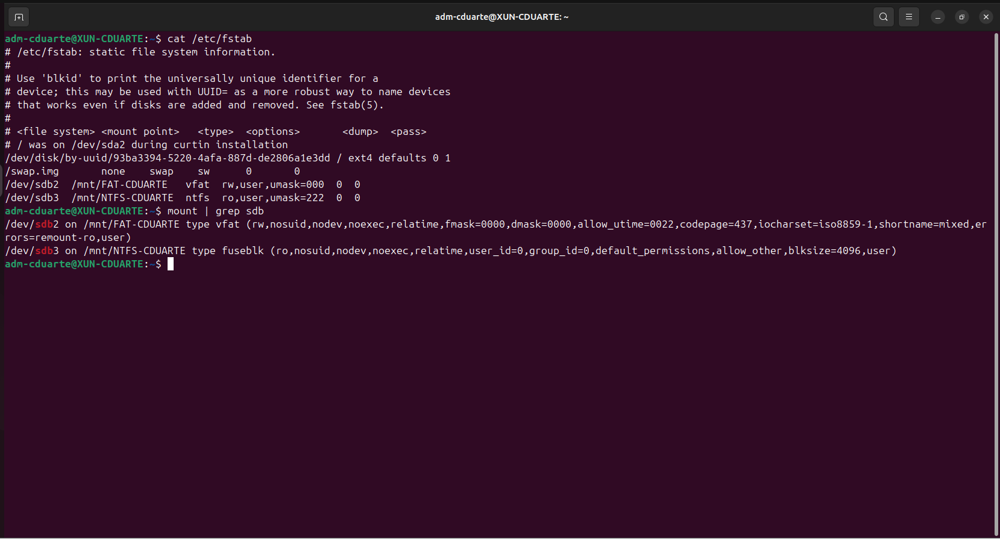 adm-cduarte@XUN-CDUARTE: ~
adm-cduarte@XUN-CDUARTE:~$ cat /etc/fstab
# /etc/fstab: static file system information.
#
# Use 'blkid' to print the universally unique identifier for a
# device; this may be used with UUID= as a more robust way to name devices
# that works even if disks are added and removed. See fstab(5).
#
# <file system> <mount point>   <type>  <options>       <dump>  <pass>
# / was on /dev/sda2 during curtin installation
/dev/disk/by-uuid/93ba3394-5220-4afa-887d-de2806a1e3dd / ext4 defaults 0 1
/swap.img       none    swap    sw      0       0
/dev/sdb2  /mnt/FAT-CDUARTE   vfat  rw,user,umask=000  0  0
/dev/sdb3  /mnt/NTFS-CDUARTE  ntfs  ro,user,umask=222  0  0
adm-cduarte@XUN-CDUARTE:~$ mount | grep sdb
/dev/sdb2 on /mnt/FAT-CDUARTE type vfat (rw,nosuid,nodev,noexec,relatime,fmask=0000,dmask=0000,allow_utime=0022,codepage=437,iocharset=iso8859-1,shortname=mixed,er
rors=remount-ro,user)
/dev/sdb3 on /mnt/NTFS-CDUARTE type fuseblk (ro,nosuid,nodev,noexec,relatime,user_id=0,group_id=0,default_permissions,allow_other,blksize=4096,user)
adm-cduarte@XUN-CDUARTE:~$